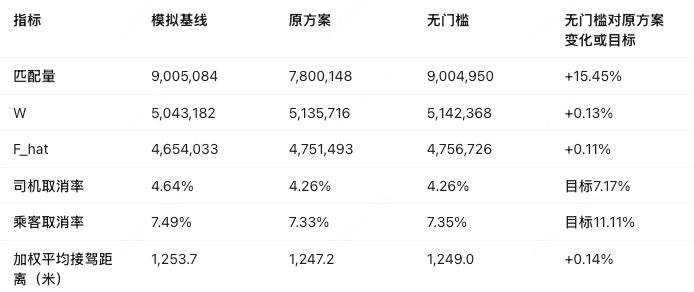 指标 模拟基线 原方案 无门槛 无门槛对原方案
变化或目标
匹配量 9,005,084 7,800,148 9,004,950 +15.45%
W 5,043,182 5,135,716 5,142,368 +0.13%
F_hat 4,654,033 4,751,493 4,756,726 +0.11%
司机取消率 4.64% 4.26% 4.26% 目标7.17%
乘客取消率 7.49% 7.33% 7.35% 目标11.11%
加权平均接驾距 1,253.7 1,247.2 1,249.0 +0.14%
离（米）